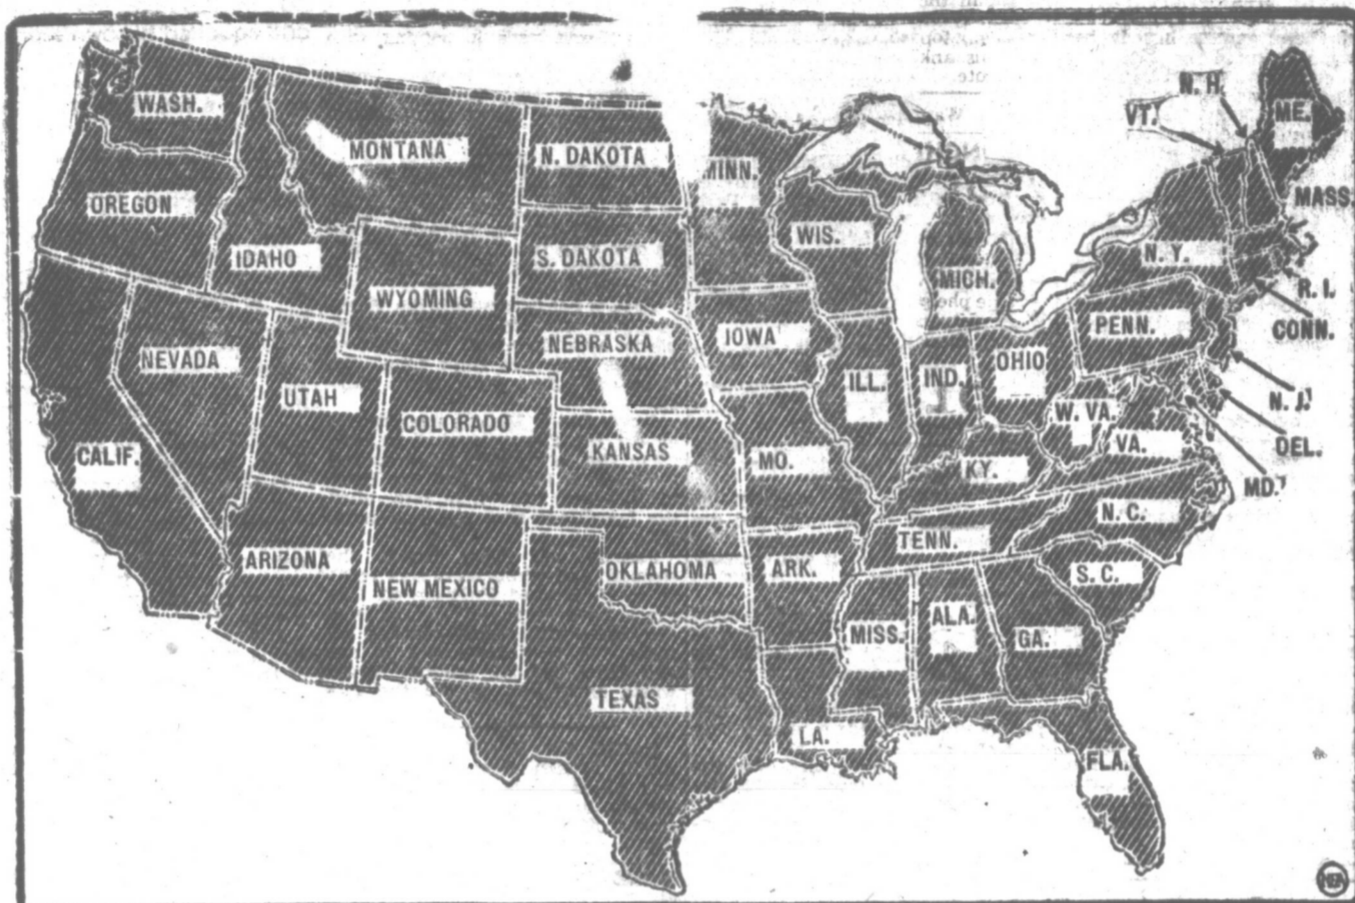 WASH.
MONTANA
N. DAKOTA
MINN.
VT.
N. H.
ME.
OREGON
IDAHO
S. DAKOTA
WIS.
MICH.
N. Y.
MASS.
WYOMING
R. I.
NEVADA
NEBRASKA
IOWA
PENN.
CONN.
UTAH
COLORADO
ILL.
IND.
OHIO
W. VA.
N. J.
CALIF.
KANSAS
MO.
KY.
VA.
DEL.
MD.
ARIZONA
NEW MEXICO
OKLAHOMA
ARK.
TENN.
N. C.
S. C.
MISS.
ALA.
GA.
TEXAS
LA.
FLA.